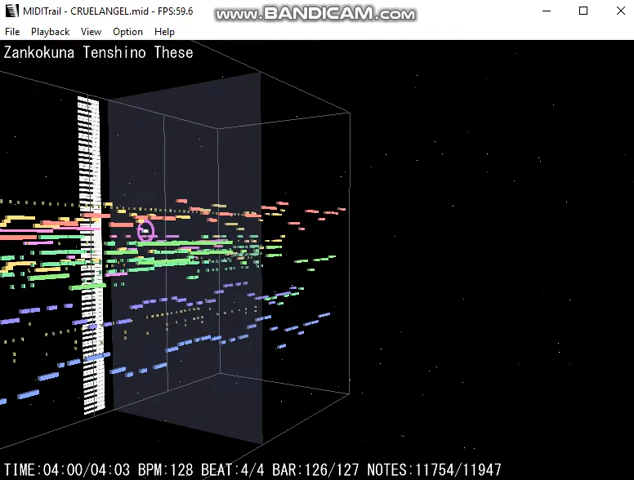 MIDITrail - CRUELANGEL.mid - FPS:59.6
www.BANDICAM.com
File Playback View Option Help
Zankokuna Tenshino These
TIME:04:00/04:03 BPM:128 BEAT:4/4 BAR:126/127 NOTES:11754/11947